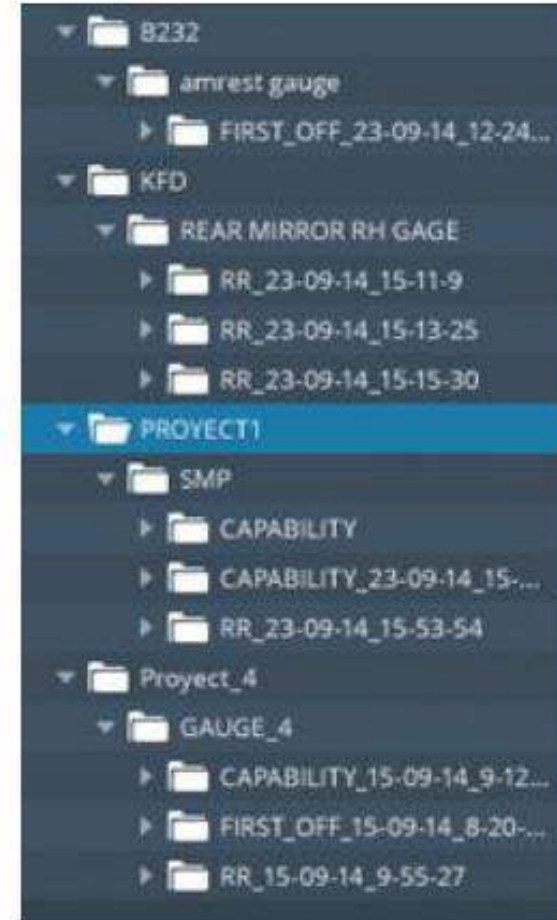 8232
amrest gauge
FIRST_OFF_23-09-14_12-24...
KFD
REAR MIRROR RH GAGE
RR_23-09-14_15-11-9
RR_23-09-14_15-13-25
RR_23-09-14_15-15-30
PROYECT1
SMP
CAPABILITY
CAPABILITY_23-09-14_15-...
RR_23-09-14_15-53-54
Proyect_4
GAUGE_4
CAPABILITY_15-09-14_9-12...
FIRST_OFF_15-09-14_8-20-...
RR_15-09-14_9-55-27